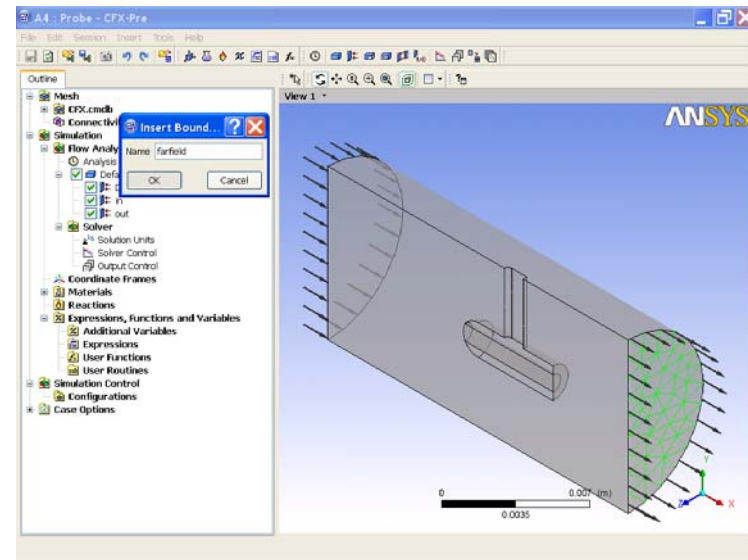 A4 : Probe - CFX-Pre
File Edit Session Insert Tools Help
Outline
Mesh
CFX.cmdb
Connectivi
Simulation
Flow Analy
Analysis
Defa
in
out
Solver
Solution Units
Solver Control
Output Control
Coordinate Frames
Materials
Reactions
Expressions, Functions and Variables
Additional Variables
Expressions
User Functions
User Routines
Simulation Control
Configurations
Case Options
Insert Bound...
Name farfield
OK Cancel
View 1
ANSYS
0 0.007 (m)
0.0035
Y
Z X